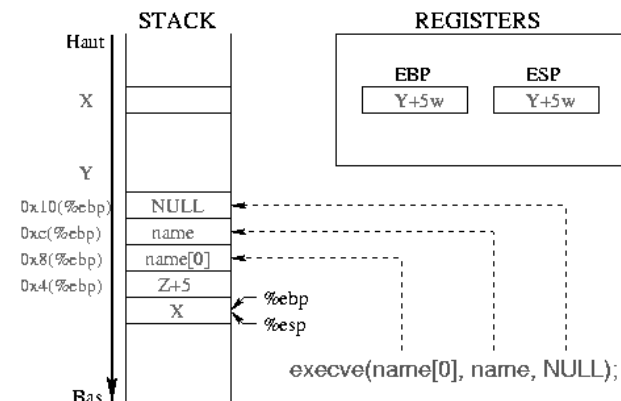 STACK
REGISTERS
Haut
EBP
ESP
X
Y+5w
Y+5w
Y
0x10(%ebp)
NULL
0xc(%ebp)
name
0x8(%ebp)
name[0]
0x4(%ebp)
Z+5
X
%ebp
%esp
execve(name[0], name, NULL);
Bas